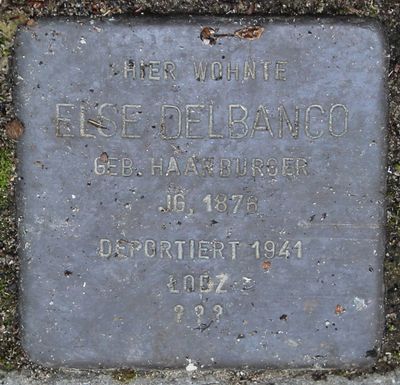 HIER WOHNTE
ELSE DELBANCO
GEB. HAARBURGER
JG. 1876
DEPORTIERT 1941
LODZ
???